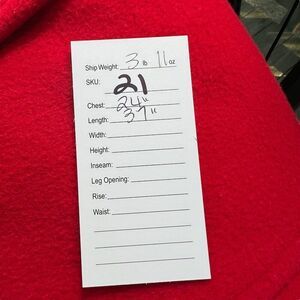 Ship Weight: 3 lb 11 oz
SKU: 21
Chest: 24"
Length: 37"
Width:
Height:
Inseam:
Leg Opening:
Rise:
Waist: